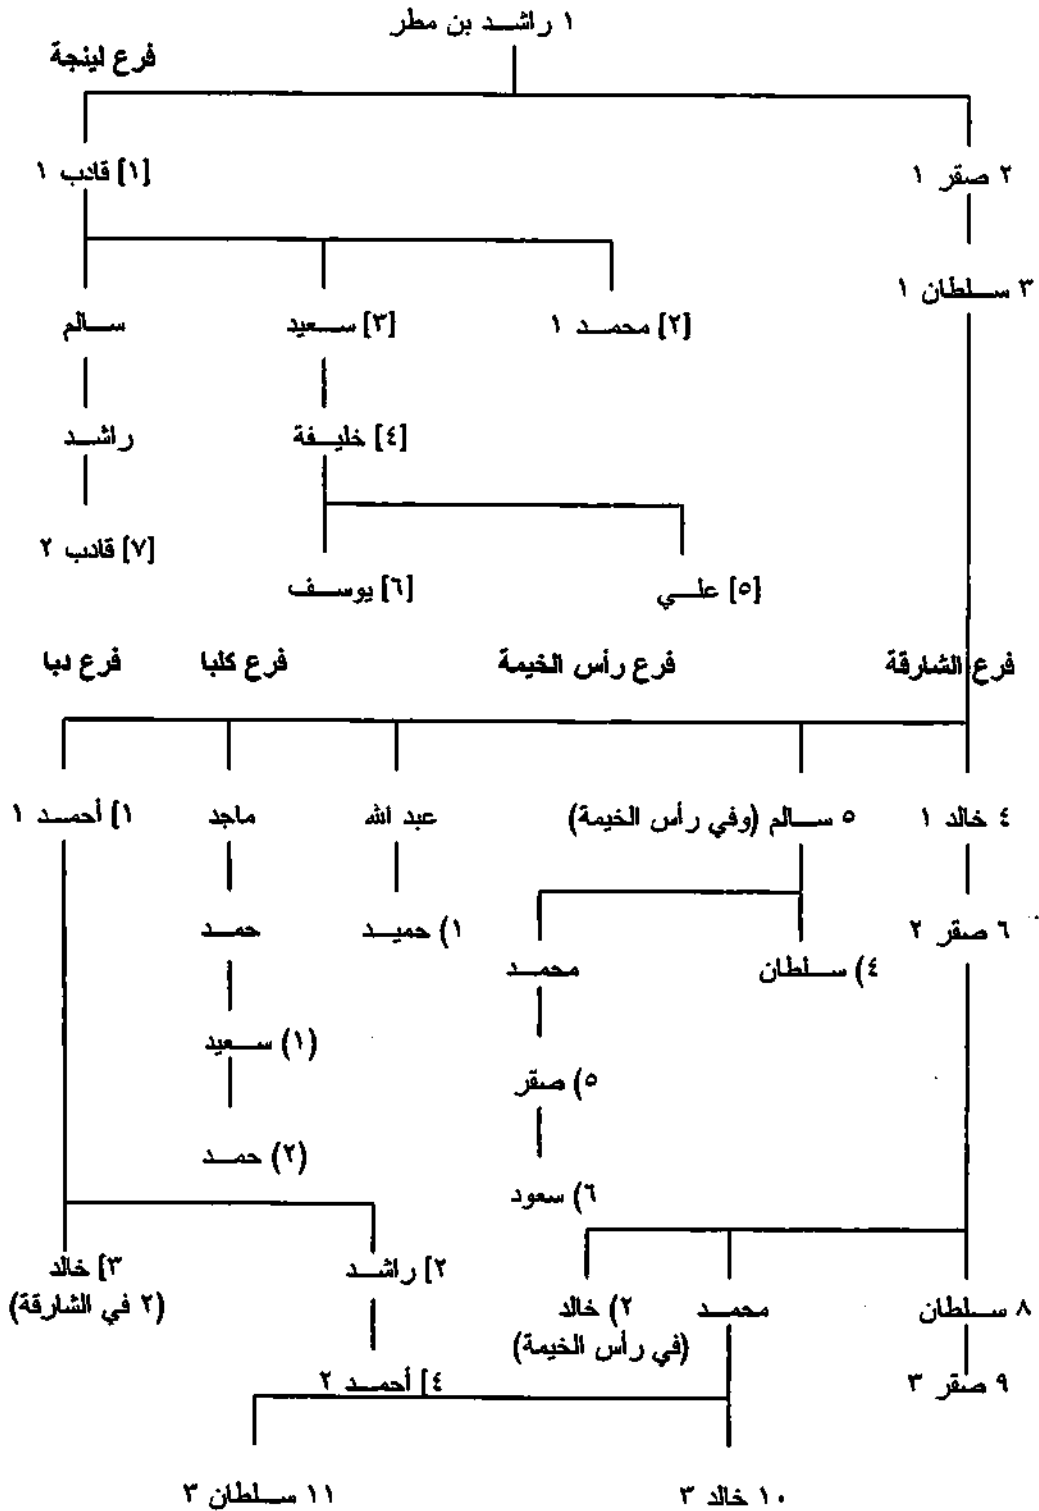 ١ راشد بن مطر
فرع لينجة
٢ صقر ١
[١] قادب ١
٣ سلطان ١
[٢] محمد ١
[٣] سعيد
سالم
[٤] خليفة
راشد
[٧] قادب ٢
[٥] علي
[٦] يوسف
فرع الشارقة
فرع رأس الخيمة
فرع كلبا
فرع دبا
٤ خالد ١
٥ سالم (وفي رأس الخيمة)
عبد الله
ماجد
١] أحمد ١
٦ صقر ٢
١) حميد
حمد
٤) سلطان
محمد
(١) سعيد
٥) صقر
(٢) حمد
٦) سعود
٢] راشد
٣] خالد
(٢ في الشارقة)
٨ سلطان
محمد
٢) خالد
(في رأس الخيمة)
٩ صقر ٣
٤] أحمد ٢
١٠ خالد ٣
١١ سلطان ٣